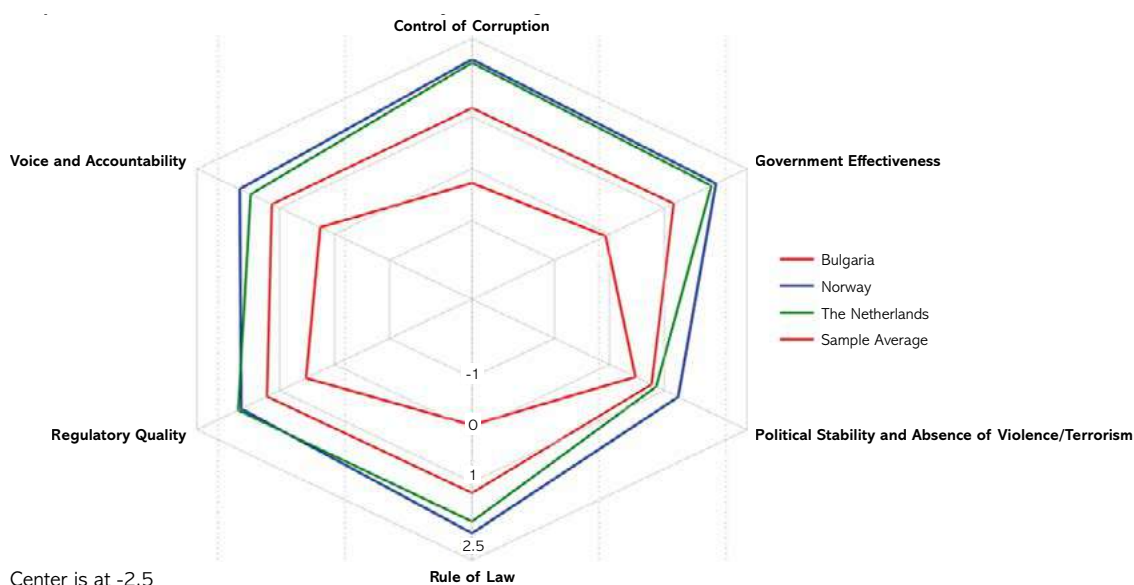 Control of Corruption
Voice and Accountability
Government Effectiveness
Bulgaria
Norway
The Netherlands
Sample Average
-1
0
Regulatory Quality
Political Stability and Absence of Violence/Terrorism
1
2.5
Center is at -2.5
Rule of Law